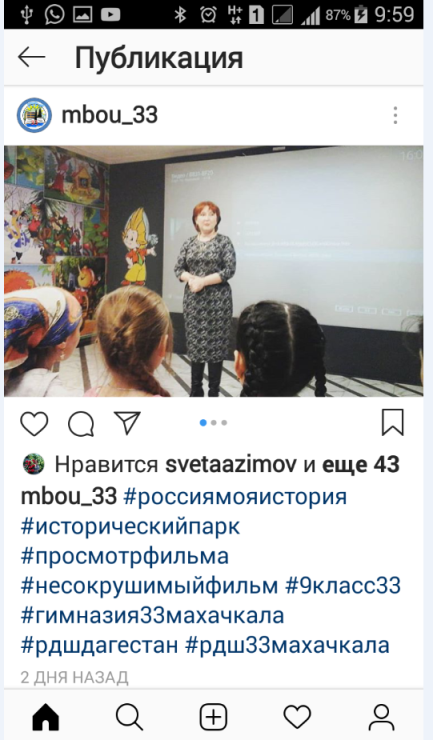 87% 9:59
Публикация
mbou_33
Нравится svetaazimov и еще 43
mbou_33 #россиямояистория
#историческийпарк
#просмотрфильма
#несокрушимыйфильм #9класс33
#гимназия33махачкала
#рдшдагестан #рдш33махачкала
2 ДНЯ НАЗАД